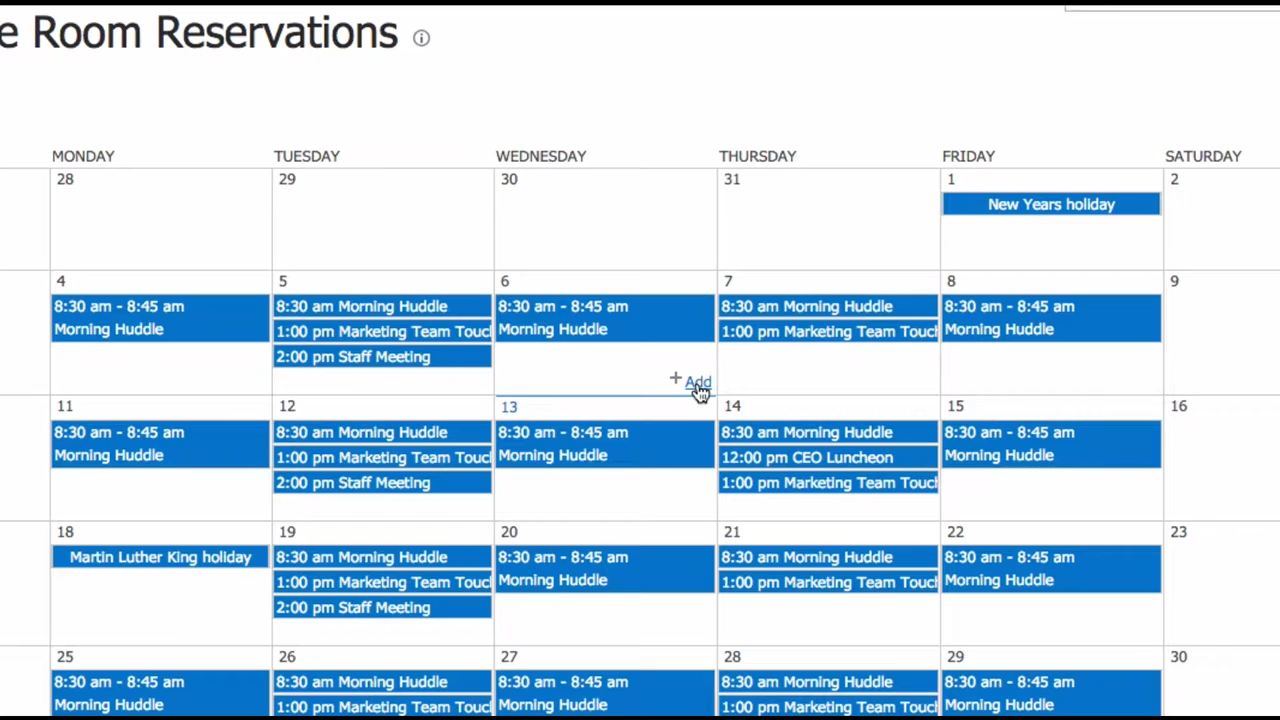 e Room Reservations
MONDAY TUESDAY WEDNESDAY THURSDAY FRIDAY SATURDAY
28 29 30 31 1 2
New Years holiday
4 5 6 7 8 9
8:30 am - 8:45 am 8:30 am Morning Huddle 8:30 am - 8:45 am 8:30 am Morning Huddle 8:30 am - 8:45 am
Morning Huddle 1:00 pm Marketing Team Touch Morning Huddle 1:00 pm Marketing Team Touch Morning Huddle
2:00 pm Staff Meeting
+ Add
11 12 13 14 15 16
8:30 am - 8:45 am 8:30 am Morning Huddle 8:30 am - 8:45 am 8:30 am Morning Huddle 8:30 am - 8:45 am
Morning Huddle 1:00 pm Marketing Team Touch Morning Huddle 12:00 pm CEO Luncheon Morning Huddle
2:00 pm Staff Meeting 1:00 pm Marketing Team Touch
18 19 20 21 22 23
Martin Luther King holiday 8:30 am Morning Huddle 8:30 am - 8:45 am 8:30 am Morning Huddle 8:30 am - 8:45 am
1:00 pm Marketing Team Touch Morning Huddle 1:00 pm Marketing Team Touch Morning Huddle
2:00 pm Staff Meeting
25 26 27 28 29 30
8:30 am - 8:45 am 8:30 am Morning Huddle 8:30 am - 8:45 am 8:30 am Morning Huddle 8:30 am - 8:45 am
Morning Huddle 1:00 pm Marketing Team Touch Morning Huddle 1:00 pm Marketing Team Touch Morning Huddle